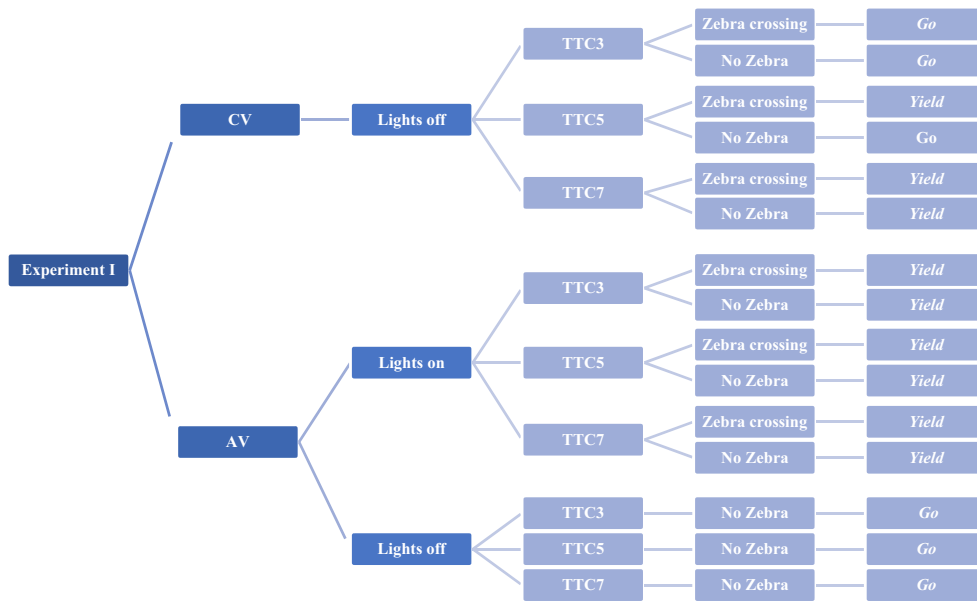 Experiment I
CV
Lights off
TTC3
Zebra crossing
Go
No Zebra
Go
TTC5
Zebra crossing
Yield
No Zebra
Go
TTC7
Zebra crossing
Yield
No Zebra
Yield
AV
Lights on
TTC3
Zebra crossing
Yield
No Zebra
Yield
TTC5
Zebra crossing
Yield
No Zebra
Yield
TTC7
Zebra crossing
Yield
No Zebra
Yield
Lights off
TTC3
No Zebra
Go
TTC5
No Zebra
Go
TTC7
No Zebra
Go